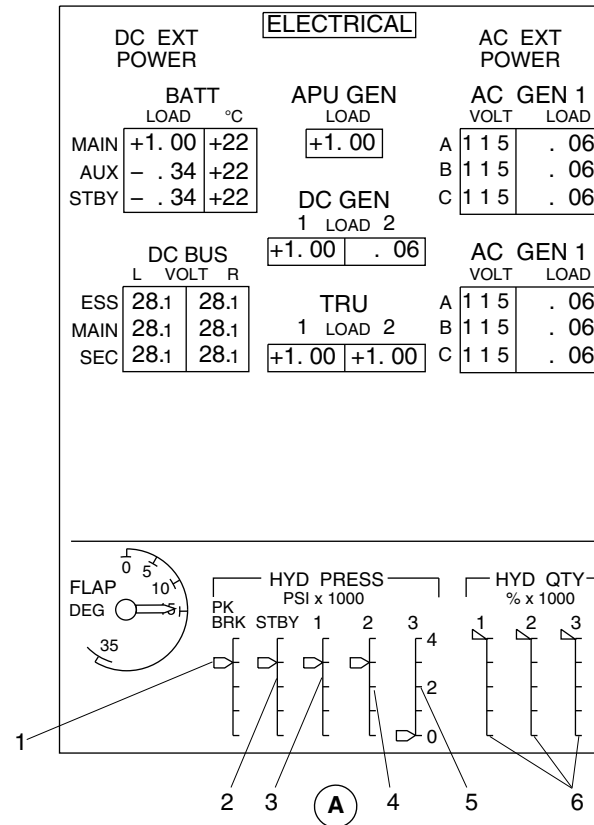 ELECTRICAL
DC EXT
POWER
AC EXT
POWER
BATT
LOAD °C
MAIN +1.00 +22
AUX - .34 +22
STBY - .34 +22
APU GEN
LOAD
+1.00
AC GEN 1
VOLT LOAD
A 115 .06
B 115 .06
C 115 .06
DC GEN
1 LOAD 2
+1.00 .06
DC BUS
L VOLT R
ESS 28.1 28.1
MAIN 28.1 28.1
SEC 28.1 28.1
TRU
1 LOAD 2
+1.00 +1.00
AC GEN 1
VOLT LOAD
A 115 .06
B 115 .06
C 115 .06
FLAP
DEG
0 5 10 15 35
HYD PRESS
PSI x 1000
PK
BRK STBY 1 2 3
4
2
0
HYD QTY
% x 1000
1 2 3
1
2 3 A 4 5 6